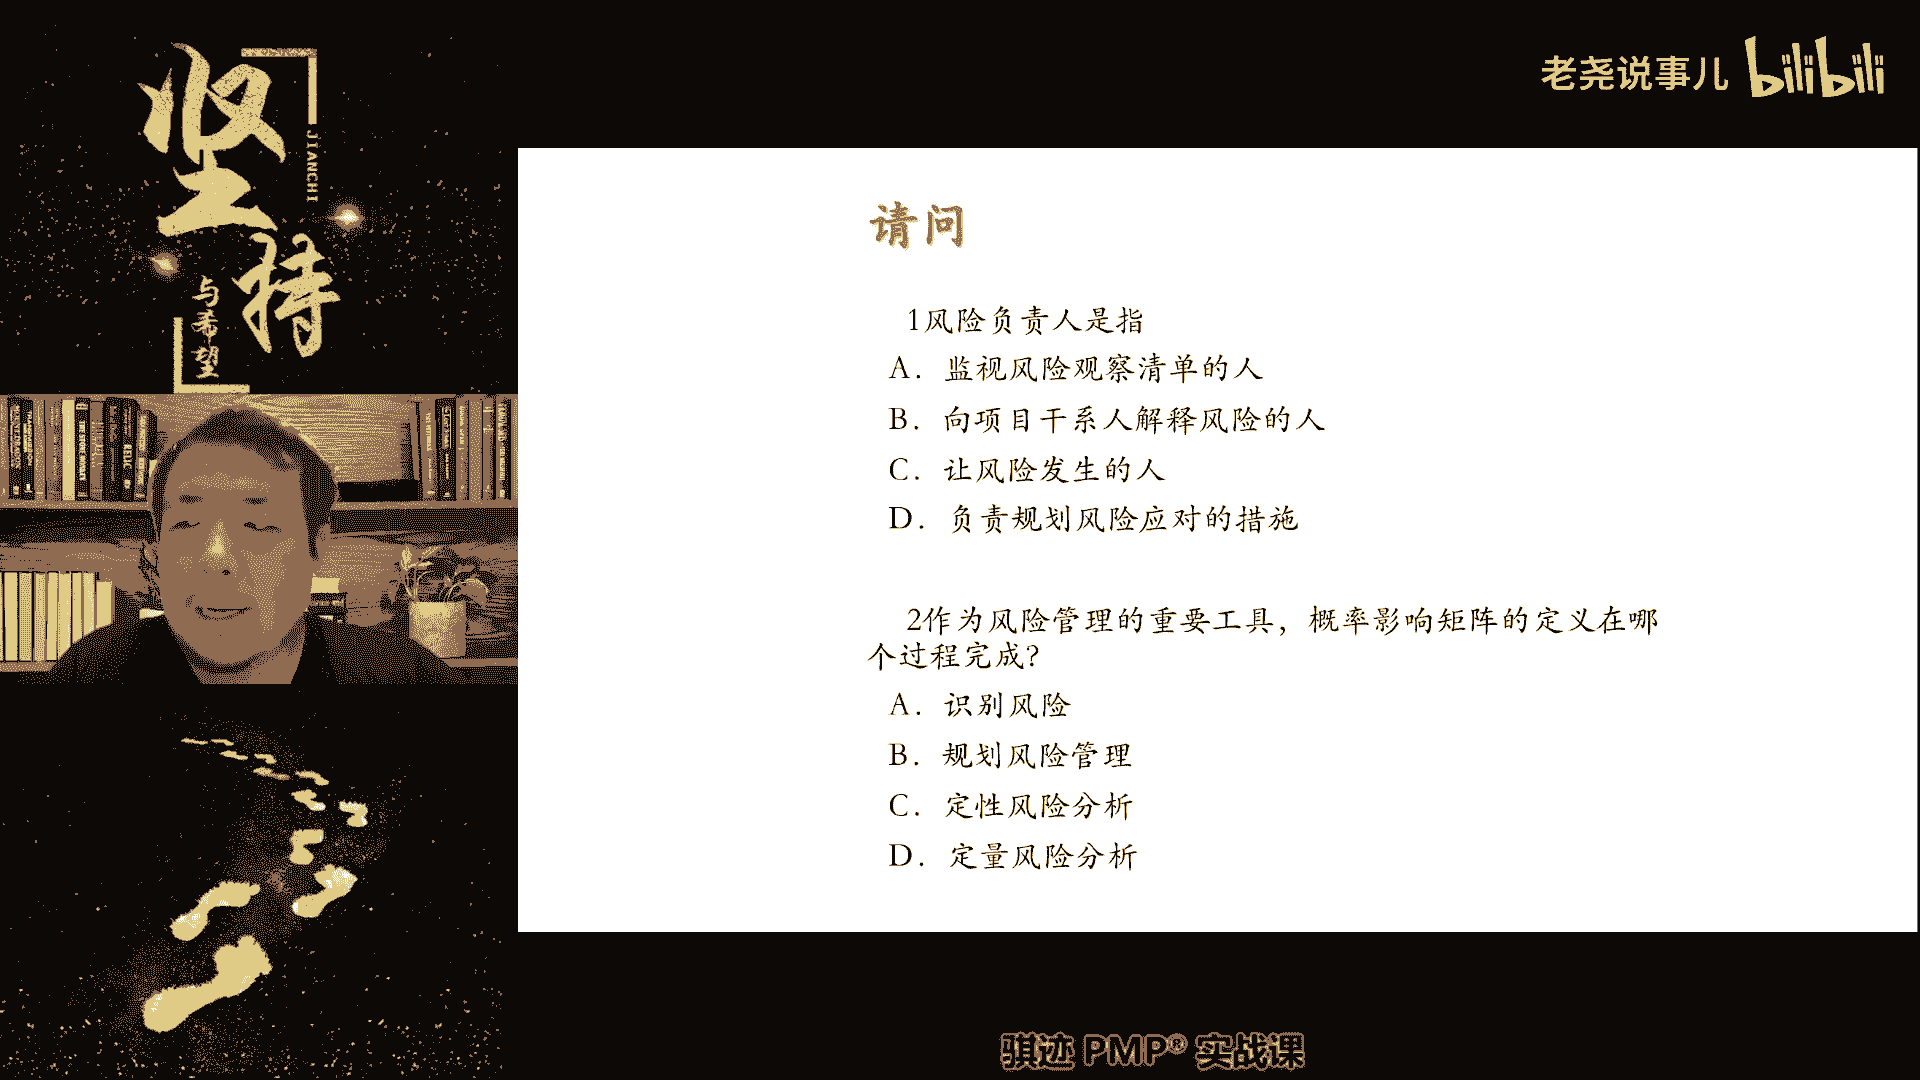 坚持
JIANCHI
与希望
老尧说事儿 bilibili
请问
1风险负责人是指
A. 监视风险观察清单的人
B. 向项目干系人解释风险的人
C. 让风险发生的人
D. 负责规划风险应对的措施
2作为风险管理的重要工具，概率影响矩阵的定义在哪
个过程完成？
A. 识别风险
B. 规划风险管理
C. 定性风险分析
D. 定量风险分析
骐迹 PMP® 实战课